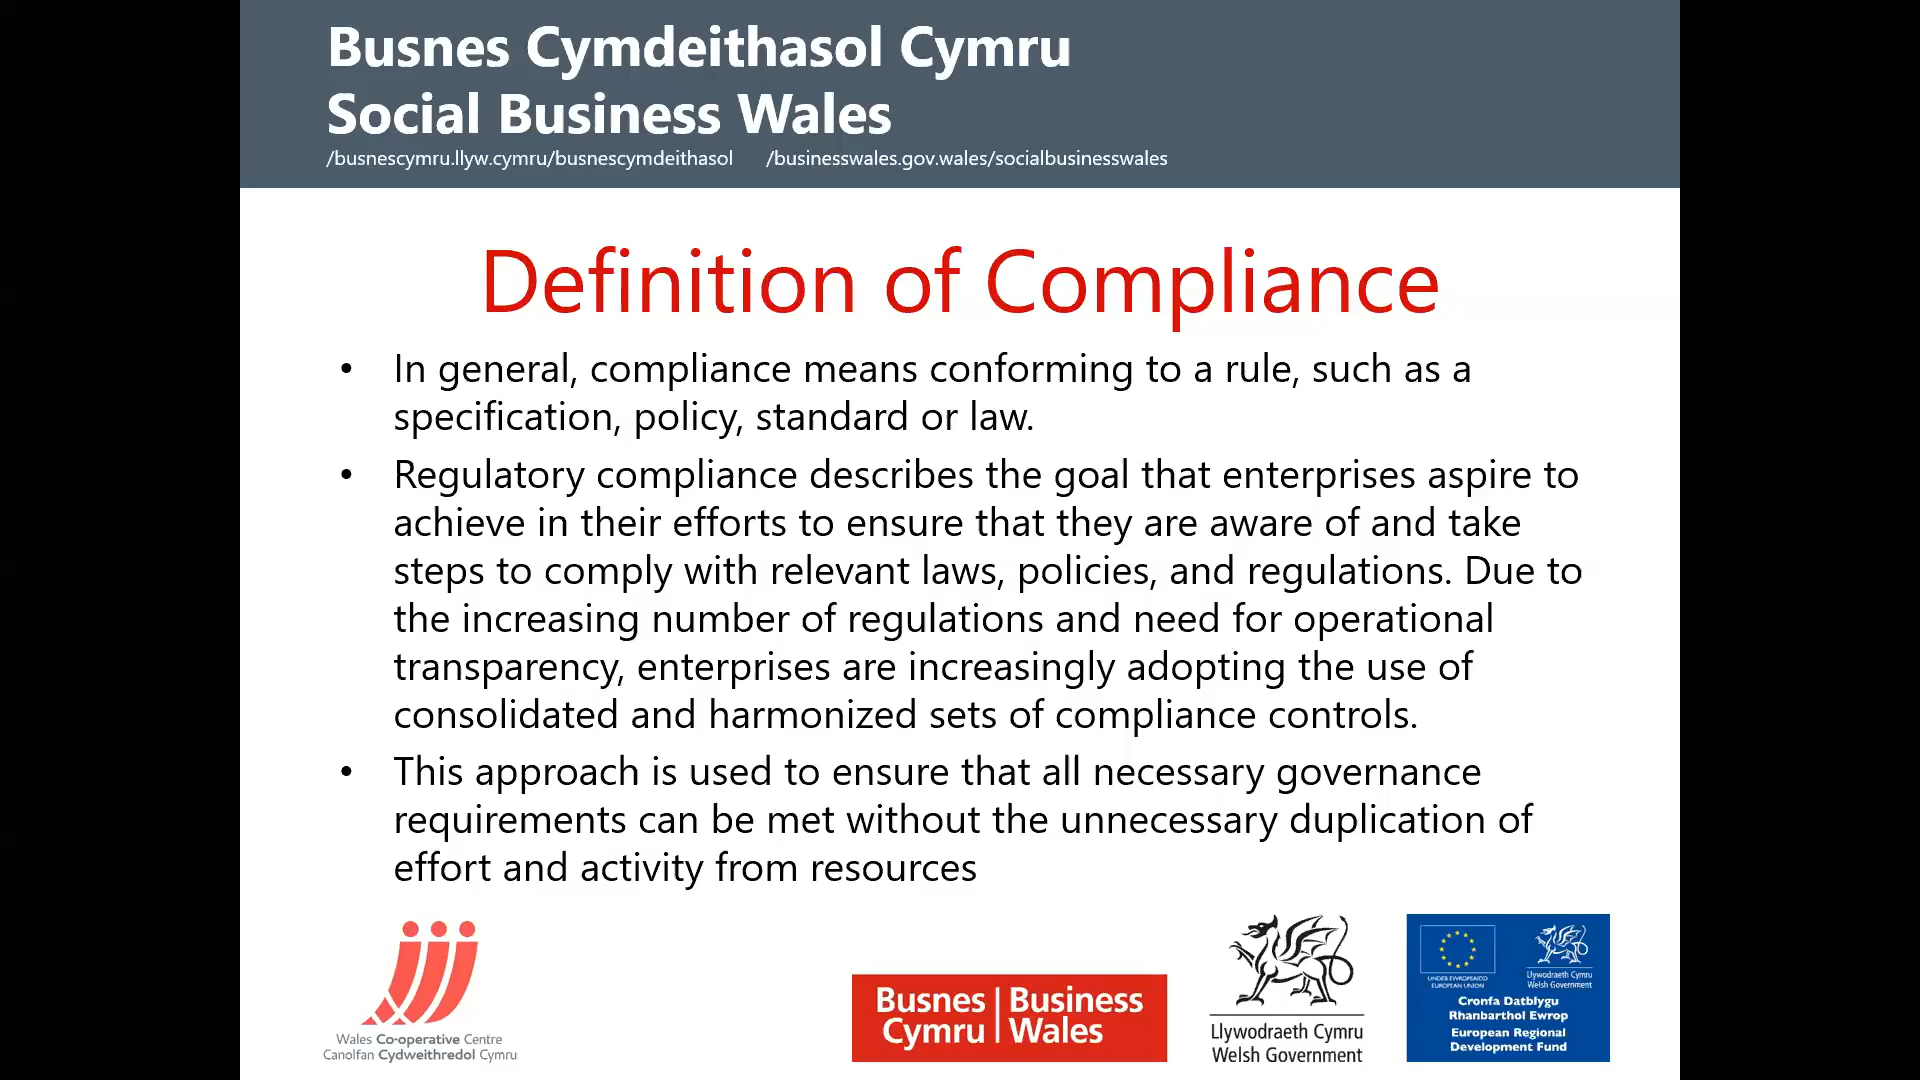 Busnes Cymdeithasol Cymru
Social Business Wales
/busnescymru.llyw.cymru/busnescymdeithasol /businesswales.gov.wales/socialbusinesswales
Definition of Compliance
• In general, compliance means conforming to a rule, such as a
specification, policy, standard or law.
• Regulatory compliance describes the goal that enterprises aspire to
achieve in their efforts to ensure that they are aware of and take
steps to comply with relevant laws, policies, and regulations. Due to
the increasing number of regulations and need for operational
transparency, enterprises are increasingly adopting the use of
consolidated and harmonized sets of compliance controls.
• This approach is used to ensure that all necessary governance
requirements can be met without the unnecessary duplication of
effort and activity from resources
Wales Co-operative Centre
Canolfan Cydweithredol Cymru
Busnes Cymru
Business Wales
Llywodraeth Cymru
Welsh Government
UNDEB EWROPEAIDD
EUROPEAN UNION
Llywodraeth Cymru
Welsh Government
Cronfa Datblygu
Rhanbarthol Ewrop
European Regional
Development Fund